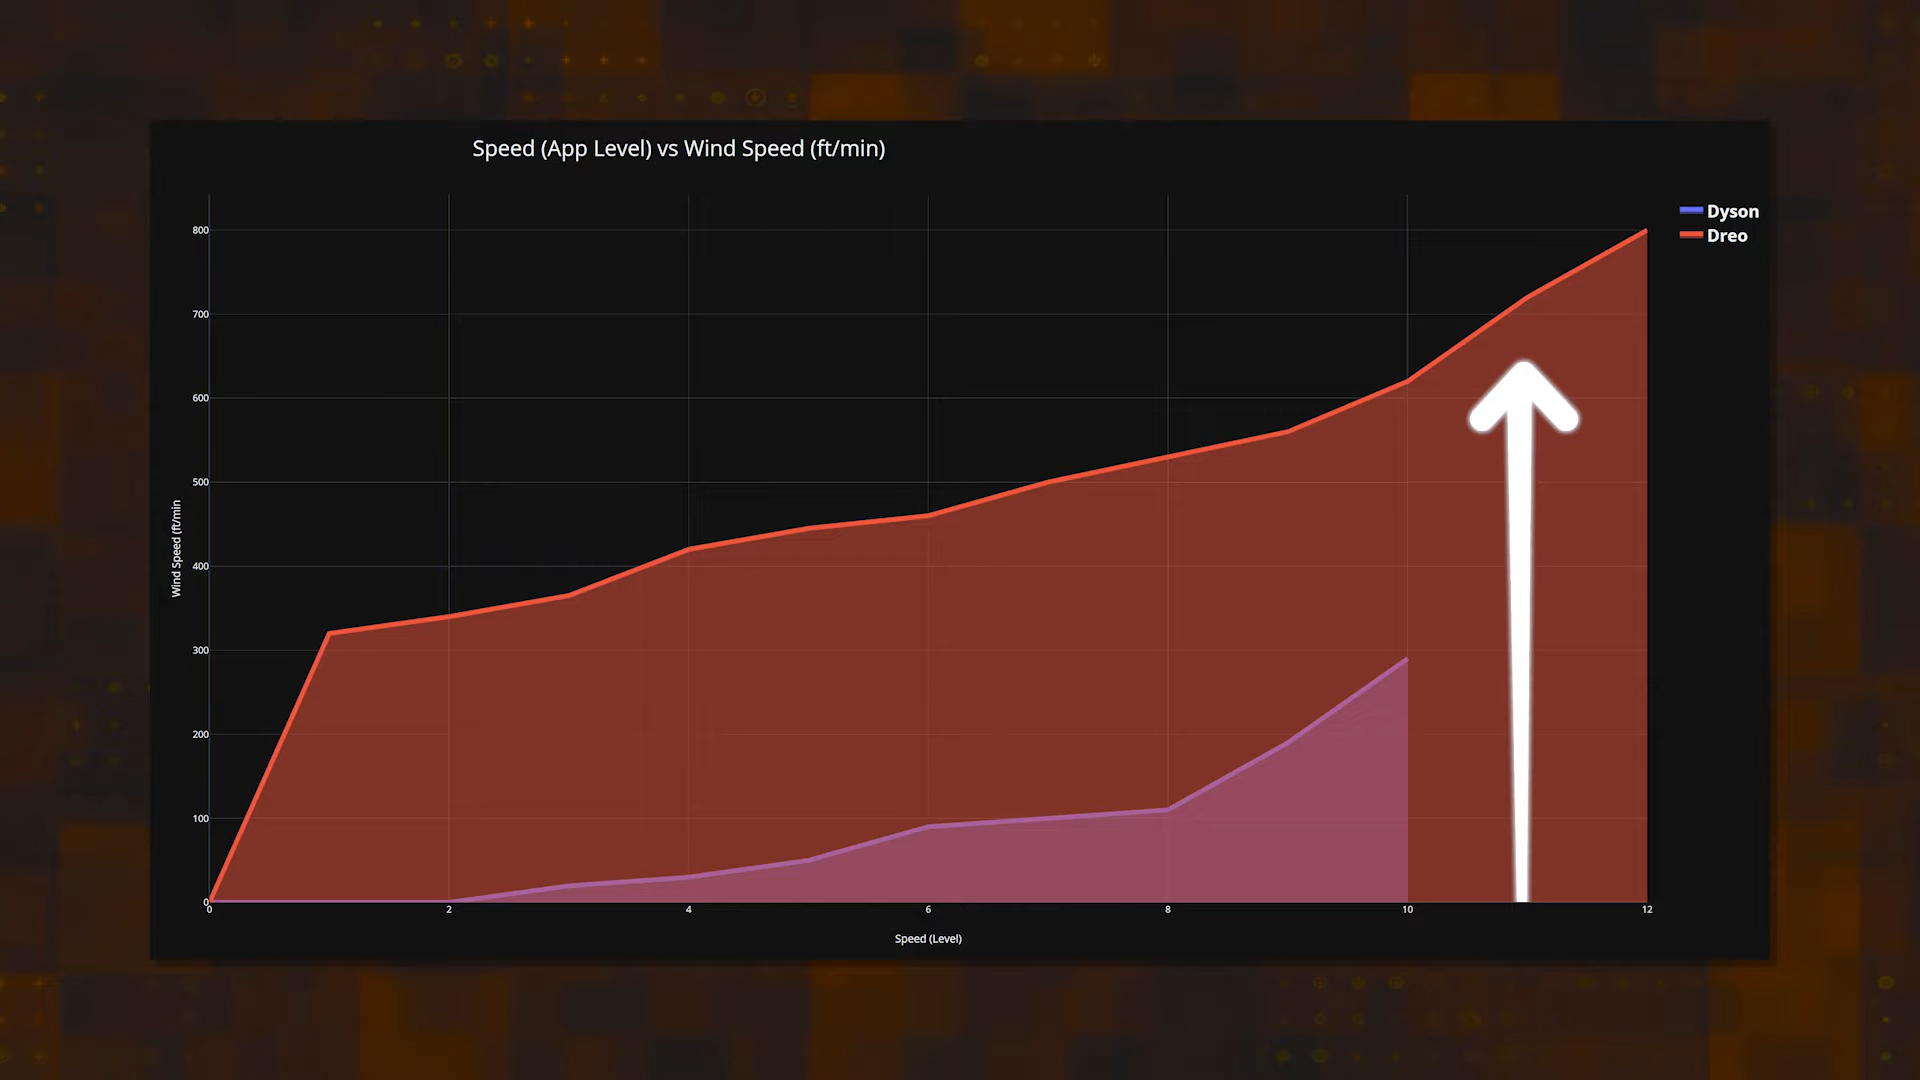 Speed (App Level) vs Wind Speed (ft/min)
Dyson
Dreo
800
700
600
500
400
300
200
100
0
Wind Speed (ft/min
0 2 4 6 8 10 12
Speed (Level)